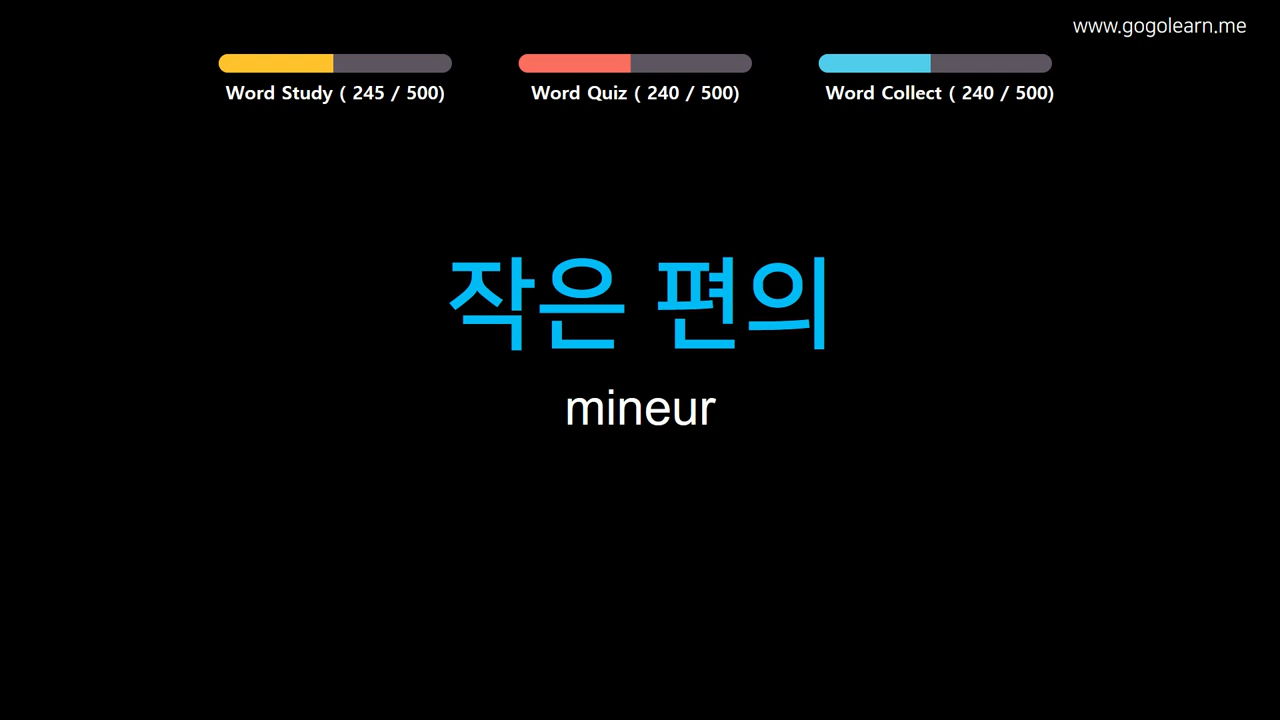 www.gogolearn.me
Word Study ( 245 / 500)
Word Quiz ( 240 / 500)
Word Collect ( 240 / 500)
작은 편의
mineur